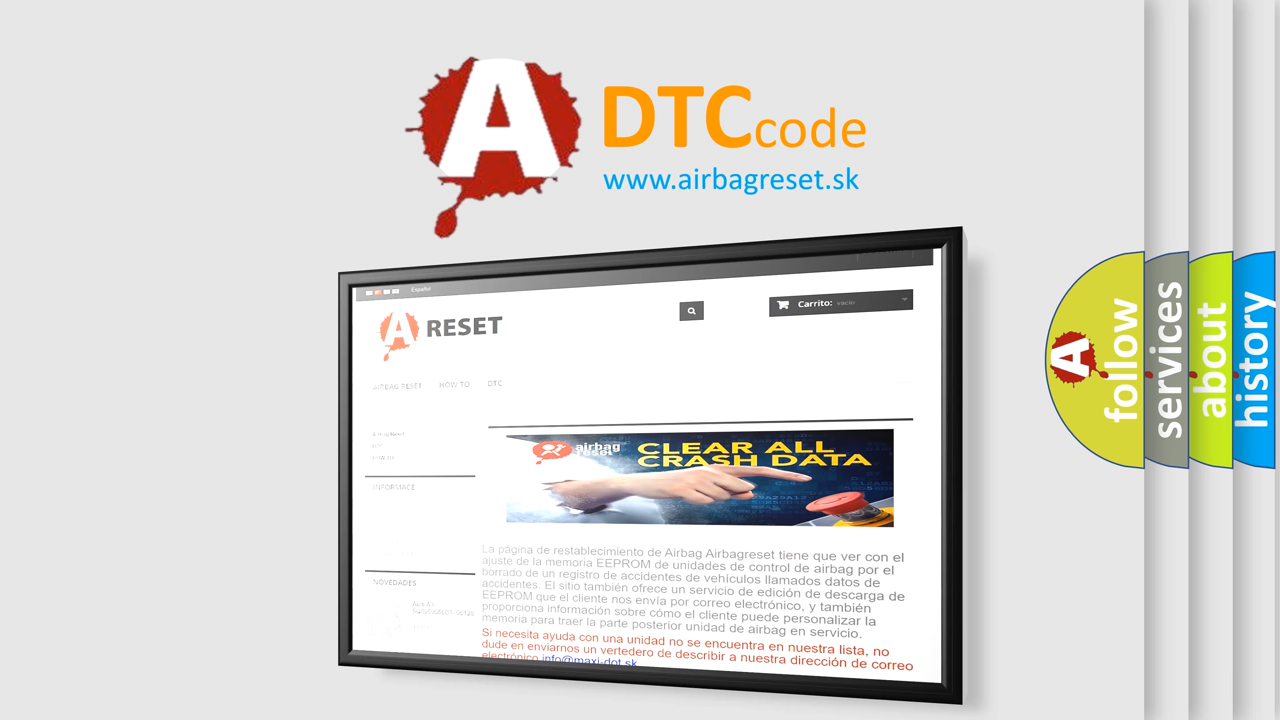 A DTCcode
www.airbagreset.sk
Español
Carrito: vacío
A RESET
AIRBAG RESET HOW TO DTC
Airbag Reset
DTC
HOW TO
INFORMACE
airbag
reset
CLEAR ALL
CRASH DATA
NOVEDADES
La página de restablecimiento de Airbag Airbagreset tiene que ver con el
ajuste de la memoria EEPROM de unidades de control de airbag por el
borrado de un registro de accidentes de vehículos llamados datos de
accidentes. El sitio también ofrece un servicio de edición de descarga de
EEPROM que el cliente nos envía por correo electrónico, y también
proporciona información sobre cómo el cliente puede personalizar la
memoria para traer la parte posterior unidad de airbag en servicio.
Si necesita ayuda con una unidad no se encuentra en nuestra lista, no
dude en enviarnos un vertedero de describir a nuestra dirección de correo
electrónico info@maxi-dot.sk
A follow
services
about
history